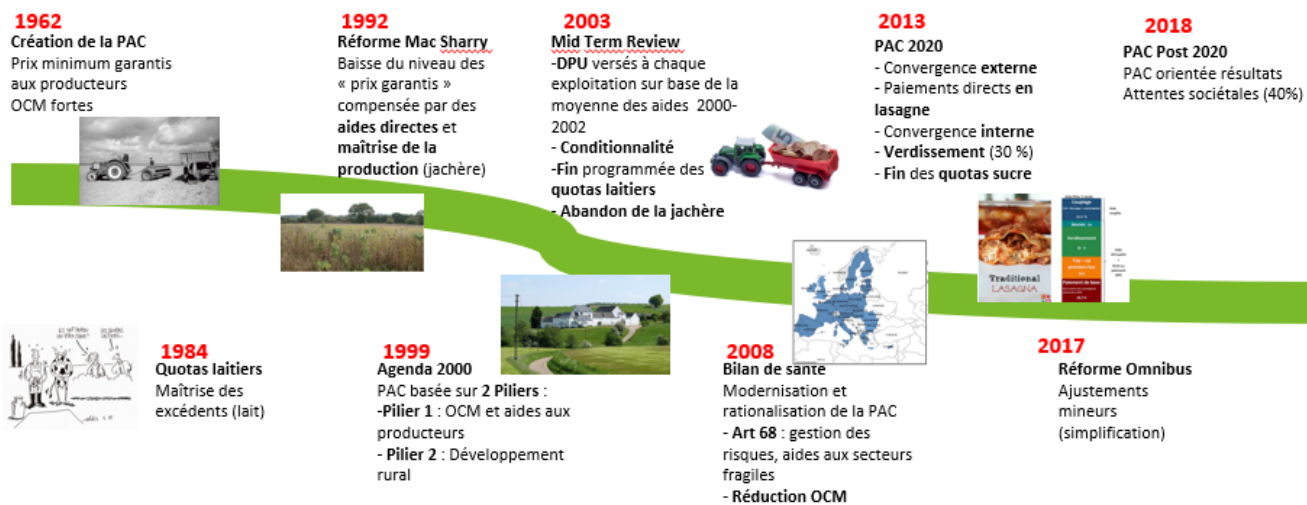 1962
Création de la PAC
Prix minimum garantis
aux producteurs
OCM fortes
1992
Réforme Mac Sharry
Baisse du niveau des
« prix garantis »
compensée par des
aides directes et
maîtrise de la
production (jachère)
2003
Mid Term Review
-DPU versés à chaque
exploitation sur base de la
moyenne des aides 2000-
2002
- Conditionnalité
-Fin programmée des
quotas laitiers
- Abandon de la jachère
2013
PAC 2020
- Convergence externe
- Paiements directs en
lasagne
- Convergence interne
- Verdissement (30 %)
- Fin des quotas sucre
2018
PAC Post 2020
PAC orientée résultats
Attentes sociétales (40%)
Traditional
LASAGNA
Couplage
Verdissement
Paiement de base
1984
Quotas laitiers
Maîtrise des
excédents (lait)
1999
Agenda 2000
PAC basée sur 2 Piliers :
-Pilier 1 : OCM et aides aux
producteurs
- Pilier 2 : Développement
rural
2008
Bilan de santé
Modernisation et
rationalisation de la PAC
- Art 68 : gestion des
risques, aides aux secteurs
fragiles
- Réduction OCM
2017
Réforme Omnibus
Ajustements
mineurs
(simplification)